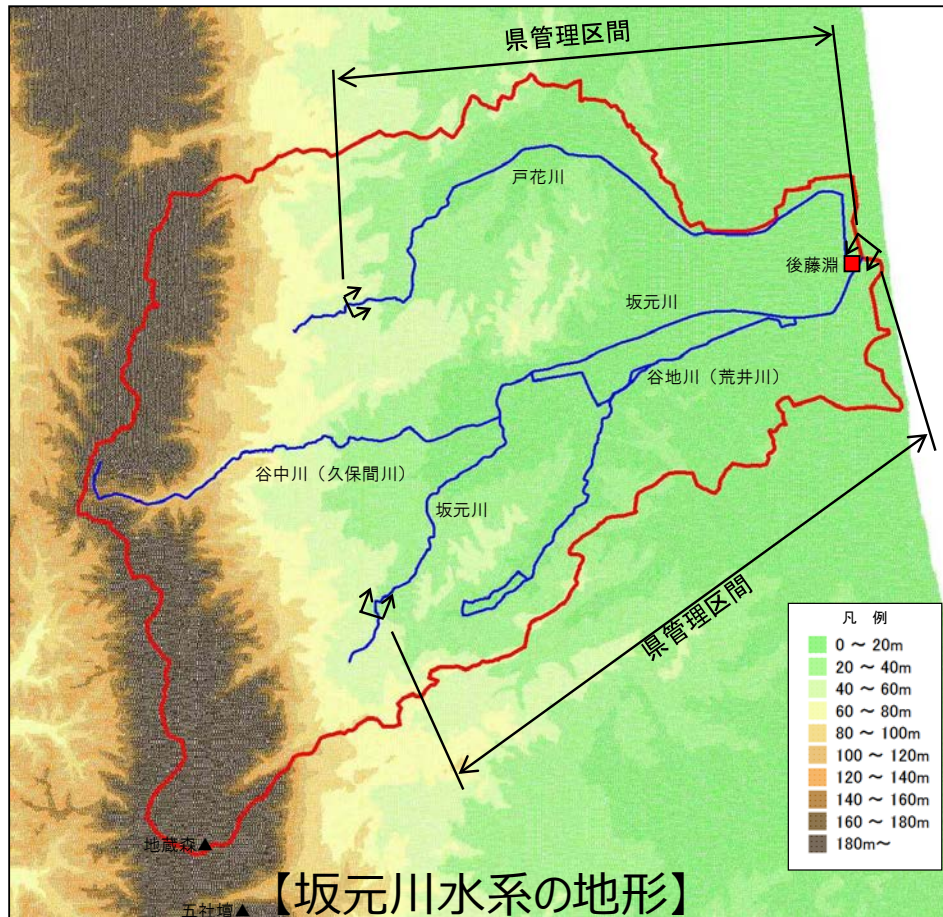 県管理区間
戸花川
後藤淵
坂元川
谷地川（荒井川）
谷中川（久保間川）
坂元川
県管理区間
凡 例
0 ～ 20m
20 ～ 40m
40 ～ 60m
60 ～ 80m
80 ～ 100m
100 ～ 120m
120 ～ 140m
140 ～ 160m
160 ～ 180m
180m～
地蔵森▲
五社壇▲
【坂元川水系の地形】